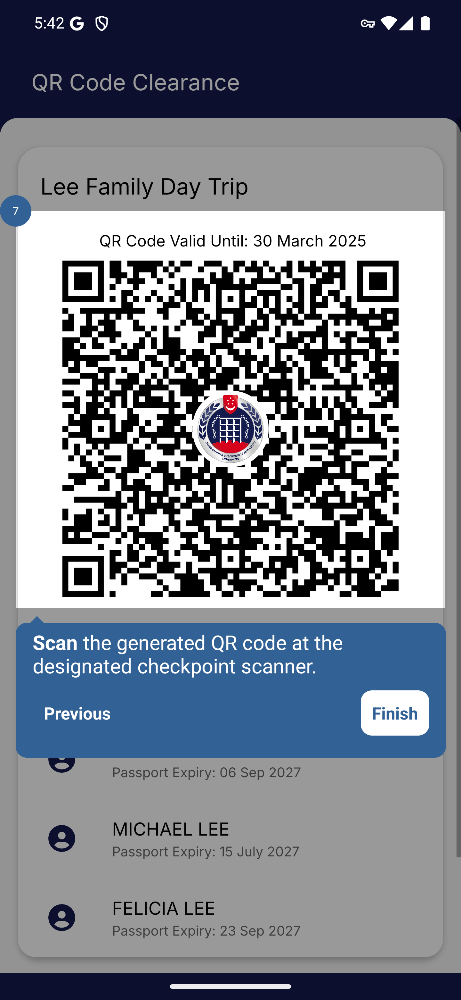 5:42
QR Code Clearance
Lee Family Day Trip
7
QR Code Valid Until: 30 March 2025
IMMIGRATION & CHECKPOINTS AUTHORITY
SINGAPORE
Scan the generated QR code at the
designated checkpoint scanner.
Previous
Finish
Passport Expiry: 06 Sep 2027
MICHAEL LEE
Passport Expiry: 15 July 2027
FELICIA LEE
Passport Expiry: 23 Sep 2027